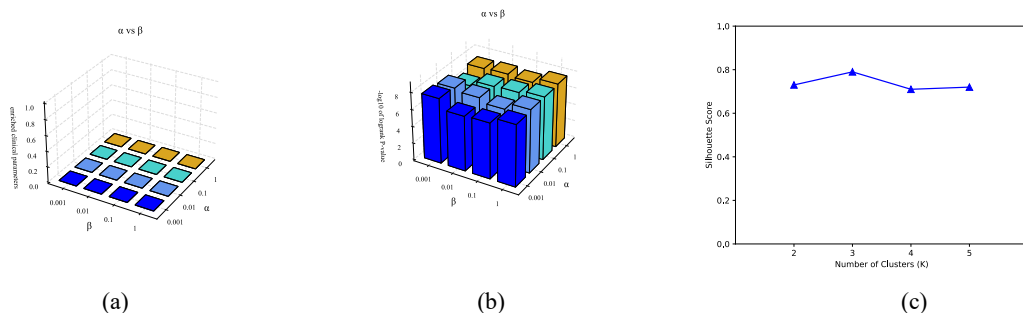 α vs β
1.0
0.8
0.6
0.4
0.2
0.0
enriched clinical parameters
0.001
0.01
0.1
1
β
0.001
0.01
0.1
1
α
(a)
α vs β
8
6
4
2
0
-log10 of logrank P-value
0.001
0.01
0.1
1
β
0.001
0.01
0.1
1
α
(b)
1.0
0.8
0.6
0.4
0.2
0.0
Silhouette Score
2
3
4
5
Number of Clusters (K)
(c)